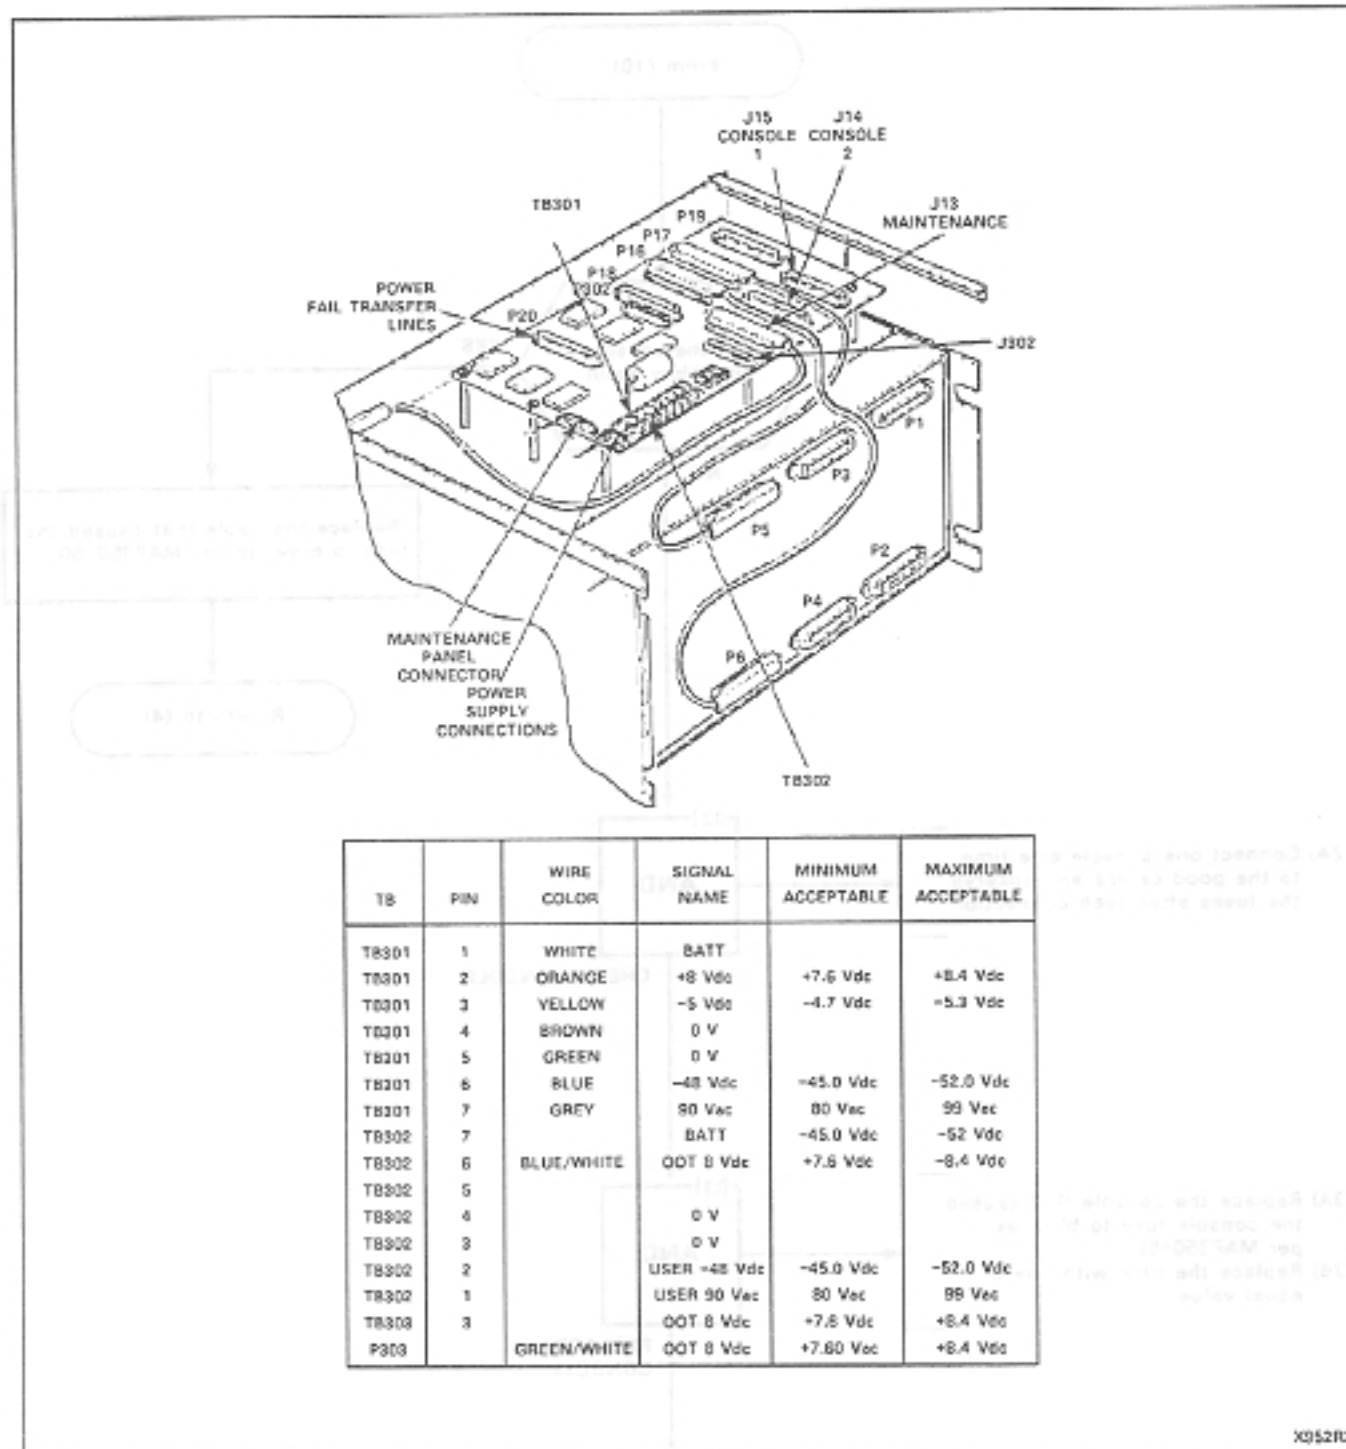 J15
CONSOLE
1
J14
CONSOLE
2
TB301
P19
J13
MAINTENANCE
P17
P16
P18
P302
POWER
FAIL TRANSFER
LINES
P20
J302
P1
P3
P5
P2
P4
P6
MAINTENANCE
PANEL
CONNECTOR
POWER
SUPPLY
CONNECTIONS
TB302
TB PIN WIRE COLOR SIGNAL NAME MINIMUM ACCEPTABLE MAXIMUM ACCEPTABLE
TB301 1 WHITE BATT
TB301 2 ORANGE +8 Vdc +7.6 Vdc +8.4 Vdc
TB301 3 YELLOW -5 Vdc -4.7 Vdc -5.3 Vdc
TB301 4 BROWN 0 V
TB301 5 GREEN 0 V
TB301 6 BLUE -48 Vdc -45.0 Vdc -52.0 Vdc
TB301 7 GREY 90 Vac 80 Vac 99 Vac
TB302 7 BATT -45.0 Vdc -52 Vdc
TB302 6 BLUE/WHITE OOT 8 Vdc +7.6 Vdc -8.4 Vdc
TB302 5
TB302 4 0 V
TB302 3 0 V
TB302 2 USER -48 Vdc -45.0 Vdc -52.0 Vdc
TB302 1 USER 90 Vac 80 Vac 99 Vac
TB303 3 OOT 8 Vdc +7.6 Vdc +8.4 Vdc
P303 GREEN/WHITE OOT 8 Vdc +7.60 Vac +8.4 Vdc